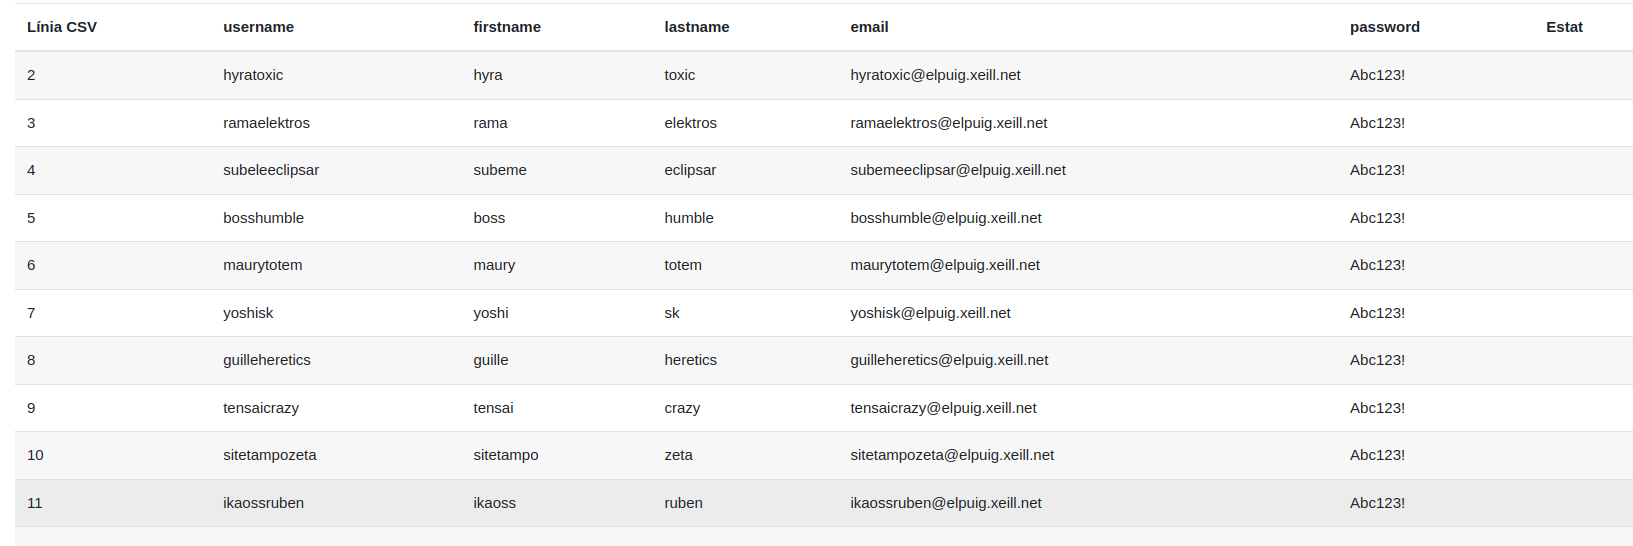 Línia CSV username firstname lastname email password Estat
2 hyratoxic hyra toxic hyratoxic@elpuig.xeill.net Abc123!
3 ramaelektros rama elektros ramaelektros@elpuig.xeill.net Abc123!
4 subeleeclipsar subeme eclipsar subemeeclipsar@elpuig.xeill.net Abc123!
5 bosshumble boss humble bosshumble@elpuig.xeill.net Abc123!
6 maurytotem maury totem maurytotem@elpuig.xeill.net Abc123!
7 yoshisk yoshi sk yoshisk@elpuig.xeill.net Abc123!
8 guilleheretics guille heretics guilleheretics@elpuig.xeill.net Abc123!
9 tensaicrazy tensai crazy tensaicrazy@elpuig.xeill.net Abc123!
10 sitetampozeta sitetampo zeta sitetampozeta@elpuig.xeill.net Abc123!
11 ikaossruben ikaoss ruben ikaossruben@elpuig.xeill.net Abc123!